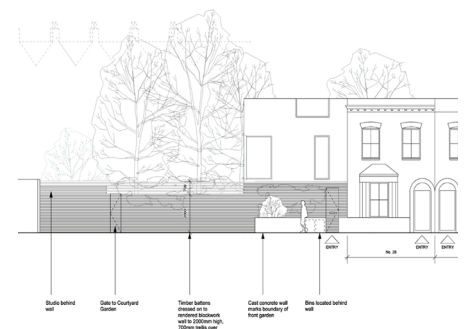 ENTRY
No. 28
ENTRY
ENTRY
Studio behind
wall
Gate to Courtyard
Garden
Timber battens
dressed on to
rendered blockwork
wall to 2000mm high,
700mm trellis over
Cast concrete wall
marks boundary of
front garden
Bins located behind
wall